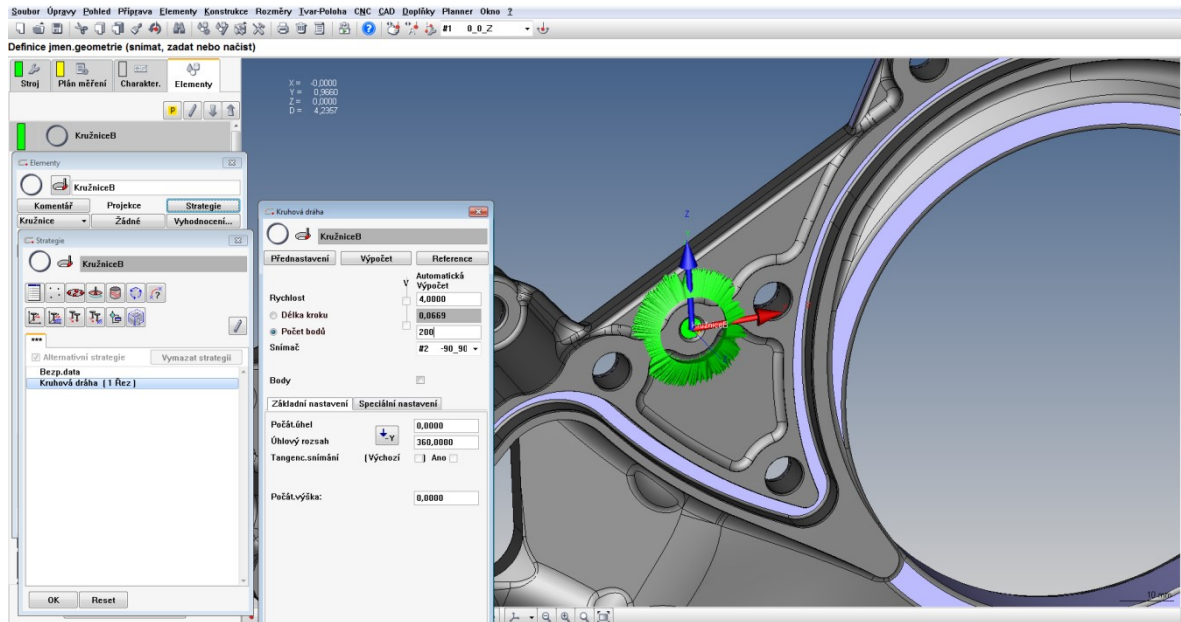 Soubor Úpravy Pohled Příprava Elementy Konstrukce Rozměry Tvar-Poloha CNC CAD Doplňky Planner Okno ?
#1 0_0_Z
Definice jmen.geometrie (snímat, zadat nebo načíst)
Stroj Plán měření Charakter. Elementy
KružniceB
Elementy
KružniceB
Komentář Projekce Strategie
Kružnice Žádné Vyhodnocení...
Strategie
KružniceB
***
Alternativní strategie Vymazat strategii
Bezp.data
Kruhová dráha [ 1 Řez ]
OK Reset
Kruhová dráha
KružniceB
Přednastavení Výpočet Reference
V Automatická
Výpočet
Rychlost 4,0000
Délka kroku 0,0669
Počet bodů 200
Snímač #2 -90_90
Body
Základní nastavení Speciální nastavení
Počát.úhel 0,0000
Úhlový rozsah -Y 360,0000
Tangenc.snímání (Výchozí ) Ano
Počát.výška: 0,0000
X = -0,0000
Y = 0,9660
Z = 0,0000
D = 4,2357
Z
KružniceB
10 mm